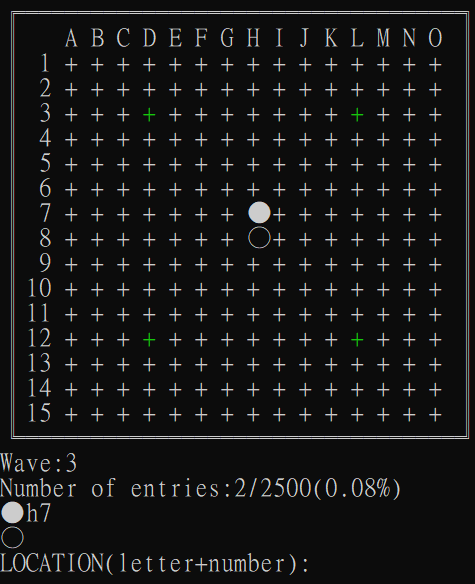 A B C D E F G H I J K L M N O
1 + + + + + + + + + + + + + + +
2 + + + + + + + + + + + + + + +
3 + + + + + + + + + + + + + + +
4 + + + + + + + + + + + + + + +
5 + + + + + + + + + + + + + + +
6 + + + + + + + + + + + + + + +
7 + + + + + + + ● + + + + + + +
8 + + + + + + + ○ + + + + + + +
9 + + + + + + + + + + + + + + +
10 + + + + + + + + + + + + + + +
11 + + + + + + + + + + + + + + +
12 + + + + + + + + + + + + + + +
13 + + + + + + + + + + + + + + +
14 + + + + + + + + + + + + + + +
15 + + + + + + + + + + + + + + +
Wave:3
Number of entries:2/2500(0.08%)
●h7
○
LOCATION(letter+number):